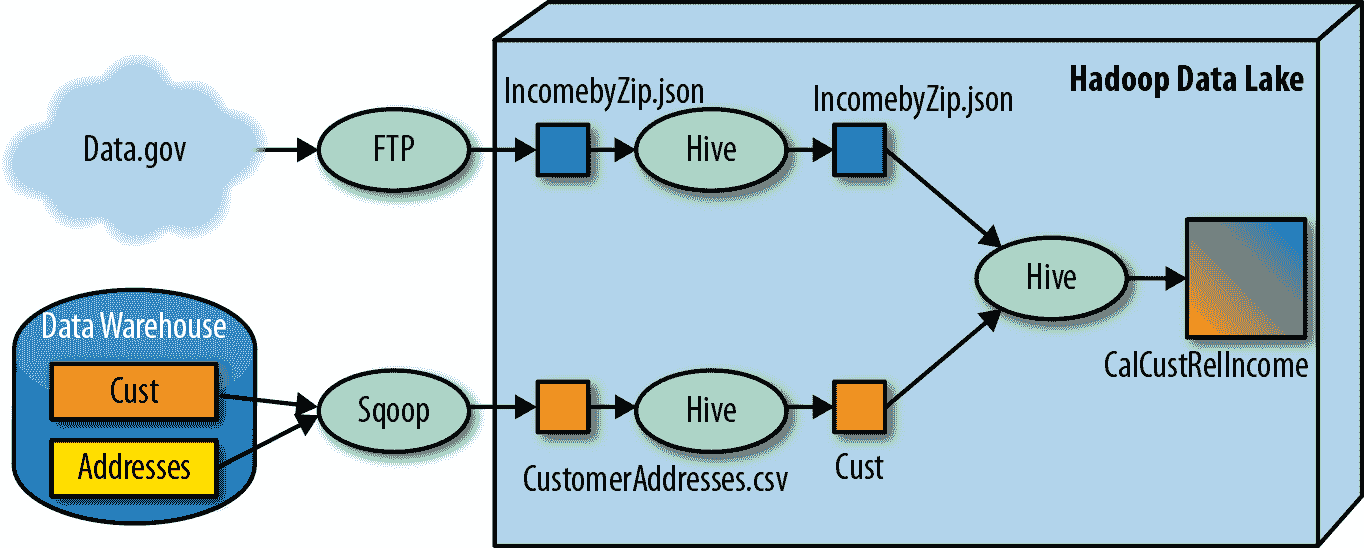 Hadoop Data Lake
Data.gov
FTP
IncomebyZip.json
Hive
IncomebyZip.json
Hive
CalCustRelIncome
Data Warehouse
Cust
Addresses
Sqoop
CustomerAddresses.csv
Hive
Cust